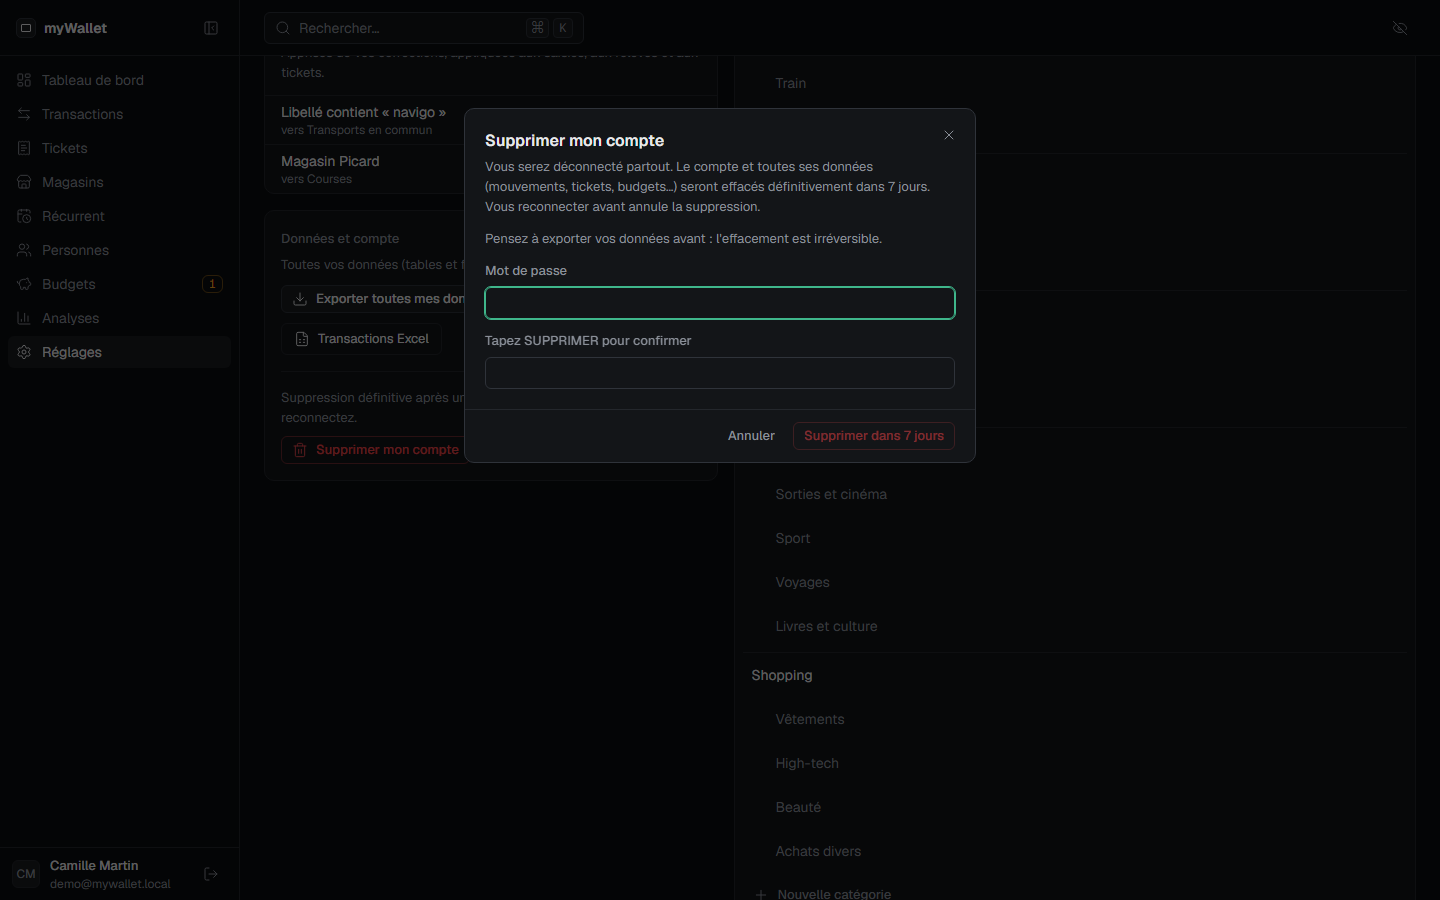 myWallet
Rechercher...
⌘ K
Tableau de bord
Transactions
Tickets
Magasins
Récurrent
Personnes
Budgets
1
Analyses
Réglages
Camille Martin
CM
demo@mywallet.local
tickets.
Libellé contient « navigo »
vers Transports en commun
Magasin Picard
vers Courses
Données et compte
Toutes vos données (tables et f
Exporter toutes mes don
Transactions Excel
Suppression définitive après un
reconnectez.
Supprimer mon compte
Supprimer mon compte
Vous serez déconnecté partout. Le compte et toutes ses données
(mouvements, tickets, budgets...) seront effacés définitivement dans 7 jours.
Vous reconnecter avant annule la suppression.
Pensez à exporter vos données avant : l'effacement est irréversible.
Mot de passe
Tapez SUPPRIMER pour confirmer
Annuler
Supprimer dans 7 jours
Train
Sorties et cinéma
Sport
Voyages
Livres et culture
Shopping
Vêtements
High-tech
Beauté
Achats divers
Nouvelle catégorie